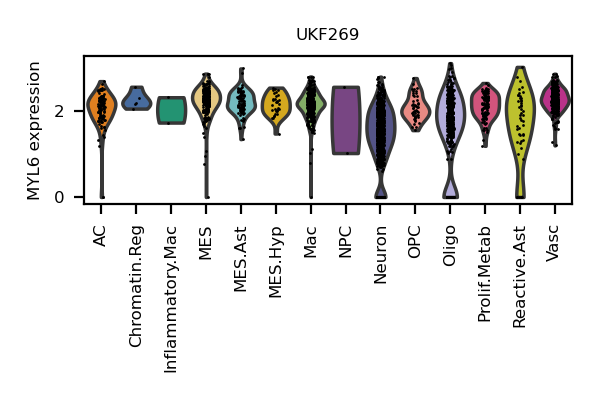 UKF269
MYL6 expression
2
0
AC
Chromatin.Reg
Inflammatory.Mac
MES
MES.Ast
MES.Hyp
Mac
NPC
Neuron
OPC
Oligo
Prolif.Metab
Reactive.Ast
Vasc